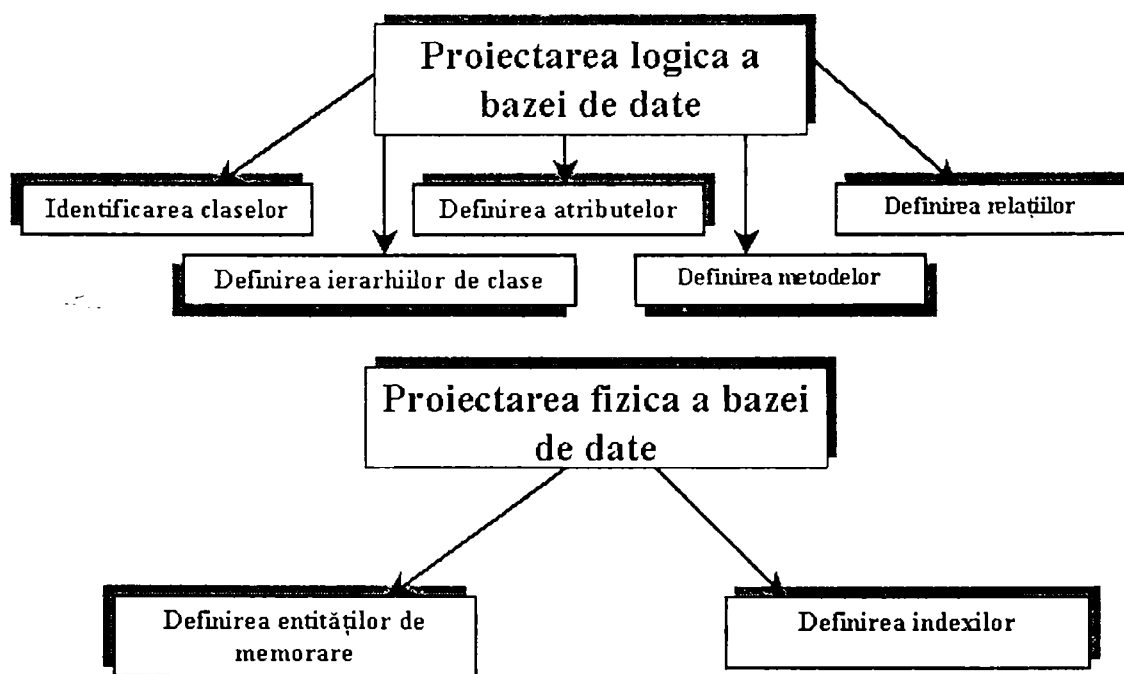 Proiectarea logica a
bazei de date
Identificarea claselor
Definirea atributelor
Definirea relațiilor
Definirea ierarhiilor de clase
Definirea metodelor
Proiectarea fizica a bazei
de date
Definirea entităților de
memorare
Definirea indexilor